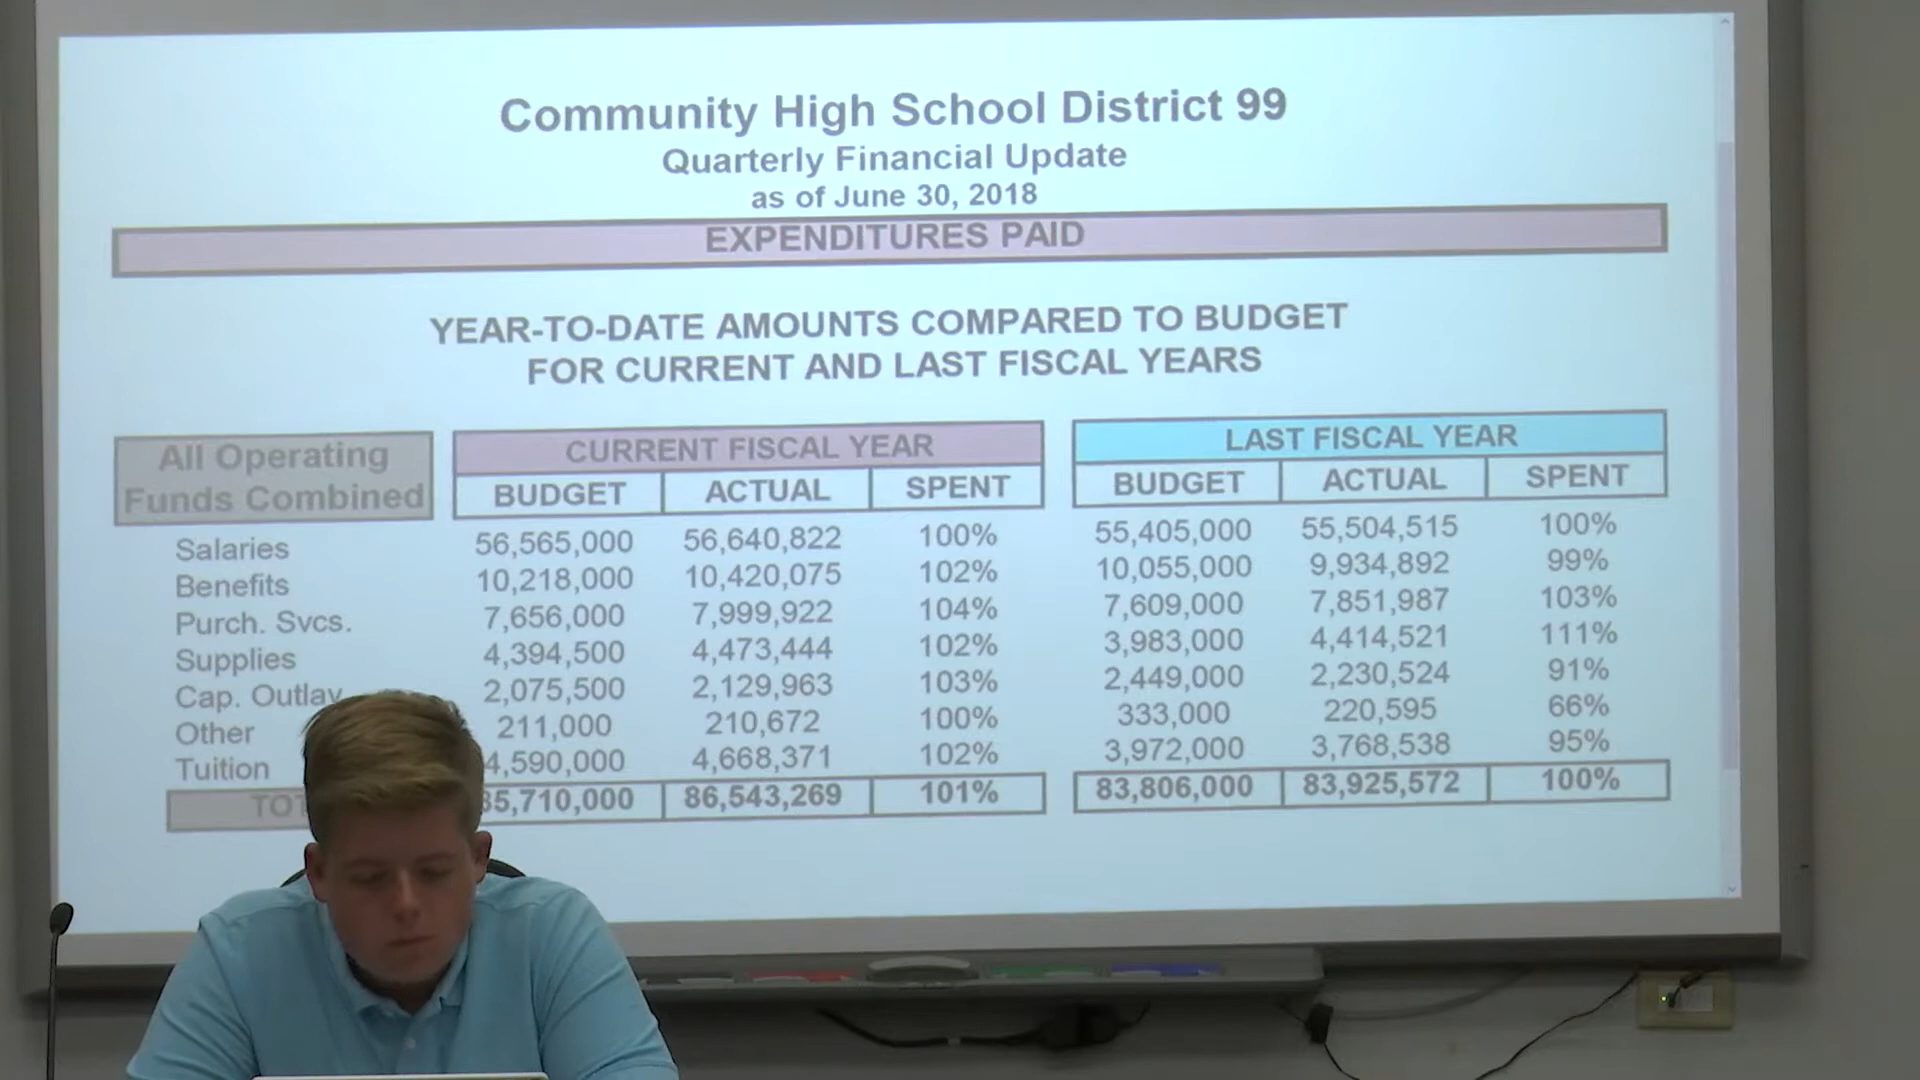 Community High School District 99
Quarterly Financial Update
as of June 30, 2018
EXPENDITURES PAID
YEAR-TO-DATE AMOUNTS COMPARED TO BUDGET
FOR CURRENT AND LAST FISCAL YEARS
All Operating
Funds Combined
CURRENT FISCAL YEAR LAST FISCAL YEAR
BUDGET ACTUAL SPENT BUDGET ACTUAL SPENT
Salaries 56,565,000 56,640,822 100% 55,405,000 55,504,515 100%
Benefits 10,218,000 10,420,075 102% 10,055,000 9,934,892 99%
Purch. Svcs. 7,656,000 7,999,922 104% 7,609,000 7,851,987 103%
Supplies 4,394,500 4,473,444 102% 3,983,000 4,414,521 111%
Cap. Outlay 2,075,500 2,129,963 103% 2,449,000 2,230,524 91%
Other 211,000 210,672 100% 333,000 220,595 66%
Tuition 4,590,000 4,668,371 102% 3,972,000 3,768,538 95%
86,543,269 101% 83,806,000 83,925,572 100%